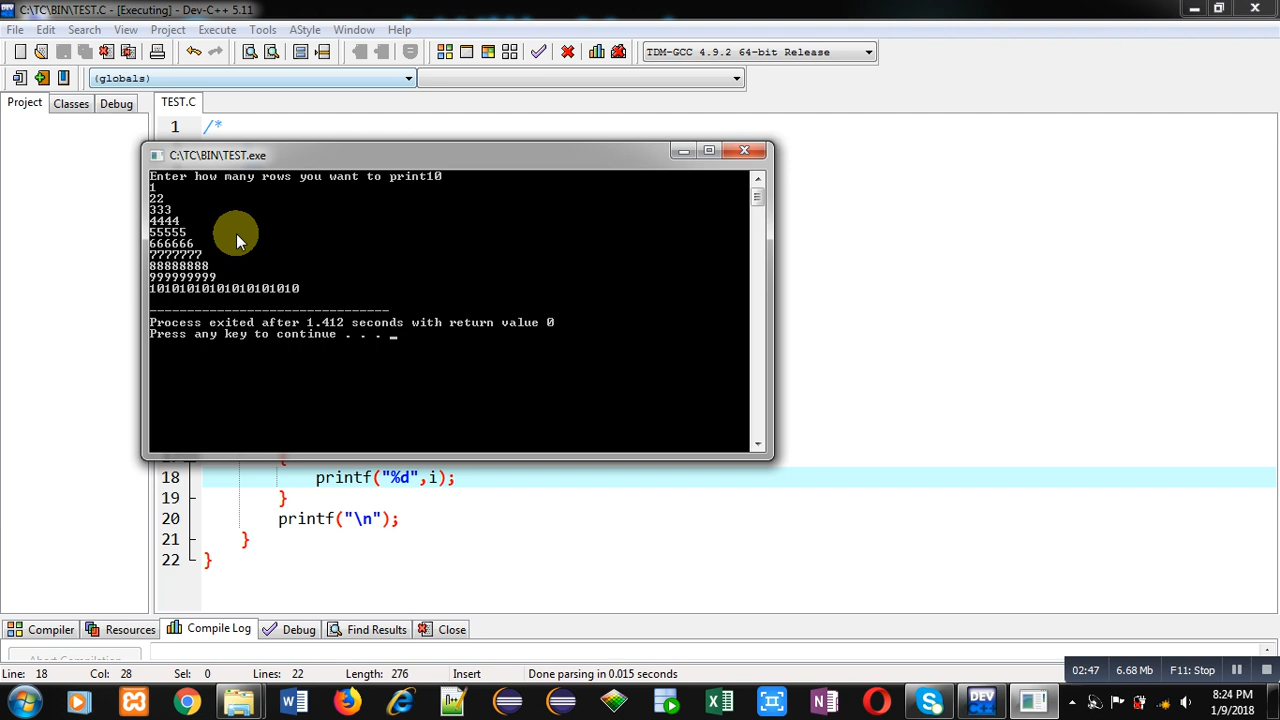 C:\TC\BIN\TEST.C - [Executing] - Dev-C++ 5.11
File Edit Search View Project Execute Tools AStyle Window Help
TDM-GCC 4.9.2 64-bit Release
(globals)
Project Classes Debug
TEST.C
1 /*
C:\TC\BIN\TEST.exe
Enter how many rows you want to print10
1
22
333
4444
55555
666666
7777777
88888888
999999999
10101010101010101010
--------------------------------
Process exited after 1.412 seconds with return value 0
Press any key to continue . . . _
{
18 printf("%d",i);
19 }
20 printf("\n");
21 }
22 }
Compiler Resources Compile Log Debug Find Results Close
Abort Compilation
Line: 18 Col: 28 Sel: 0 Lines: 22 Length: 276 Insert Done parsing in 0.015 seconds
02:47 6.68 Mb F11: Stop
8:24 PM
1/9/2018